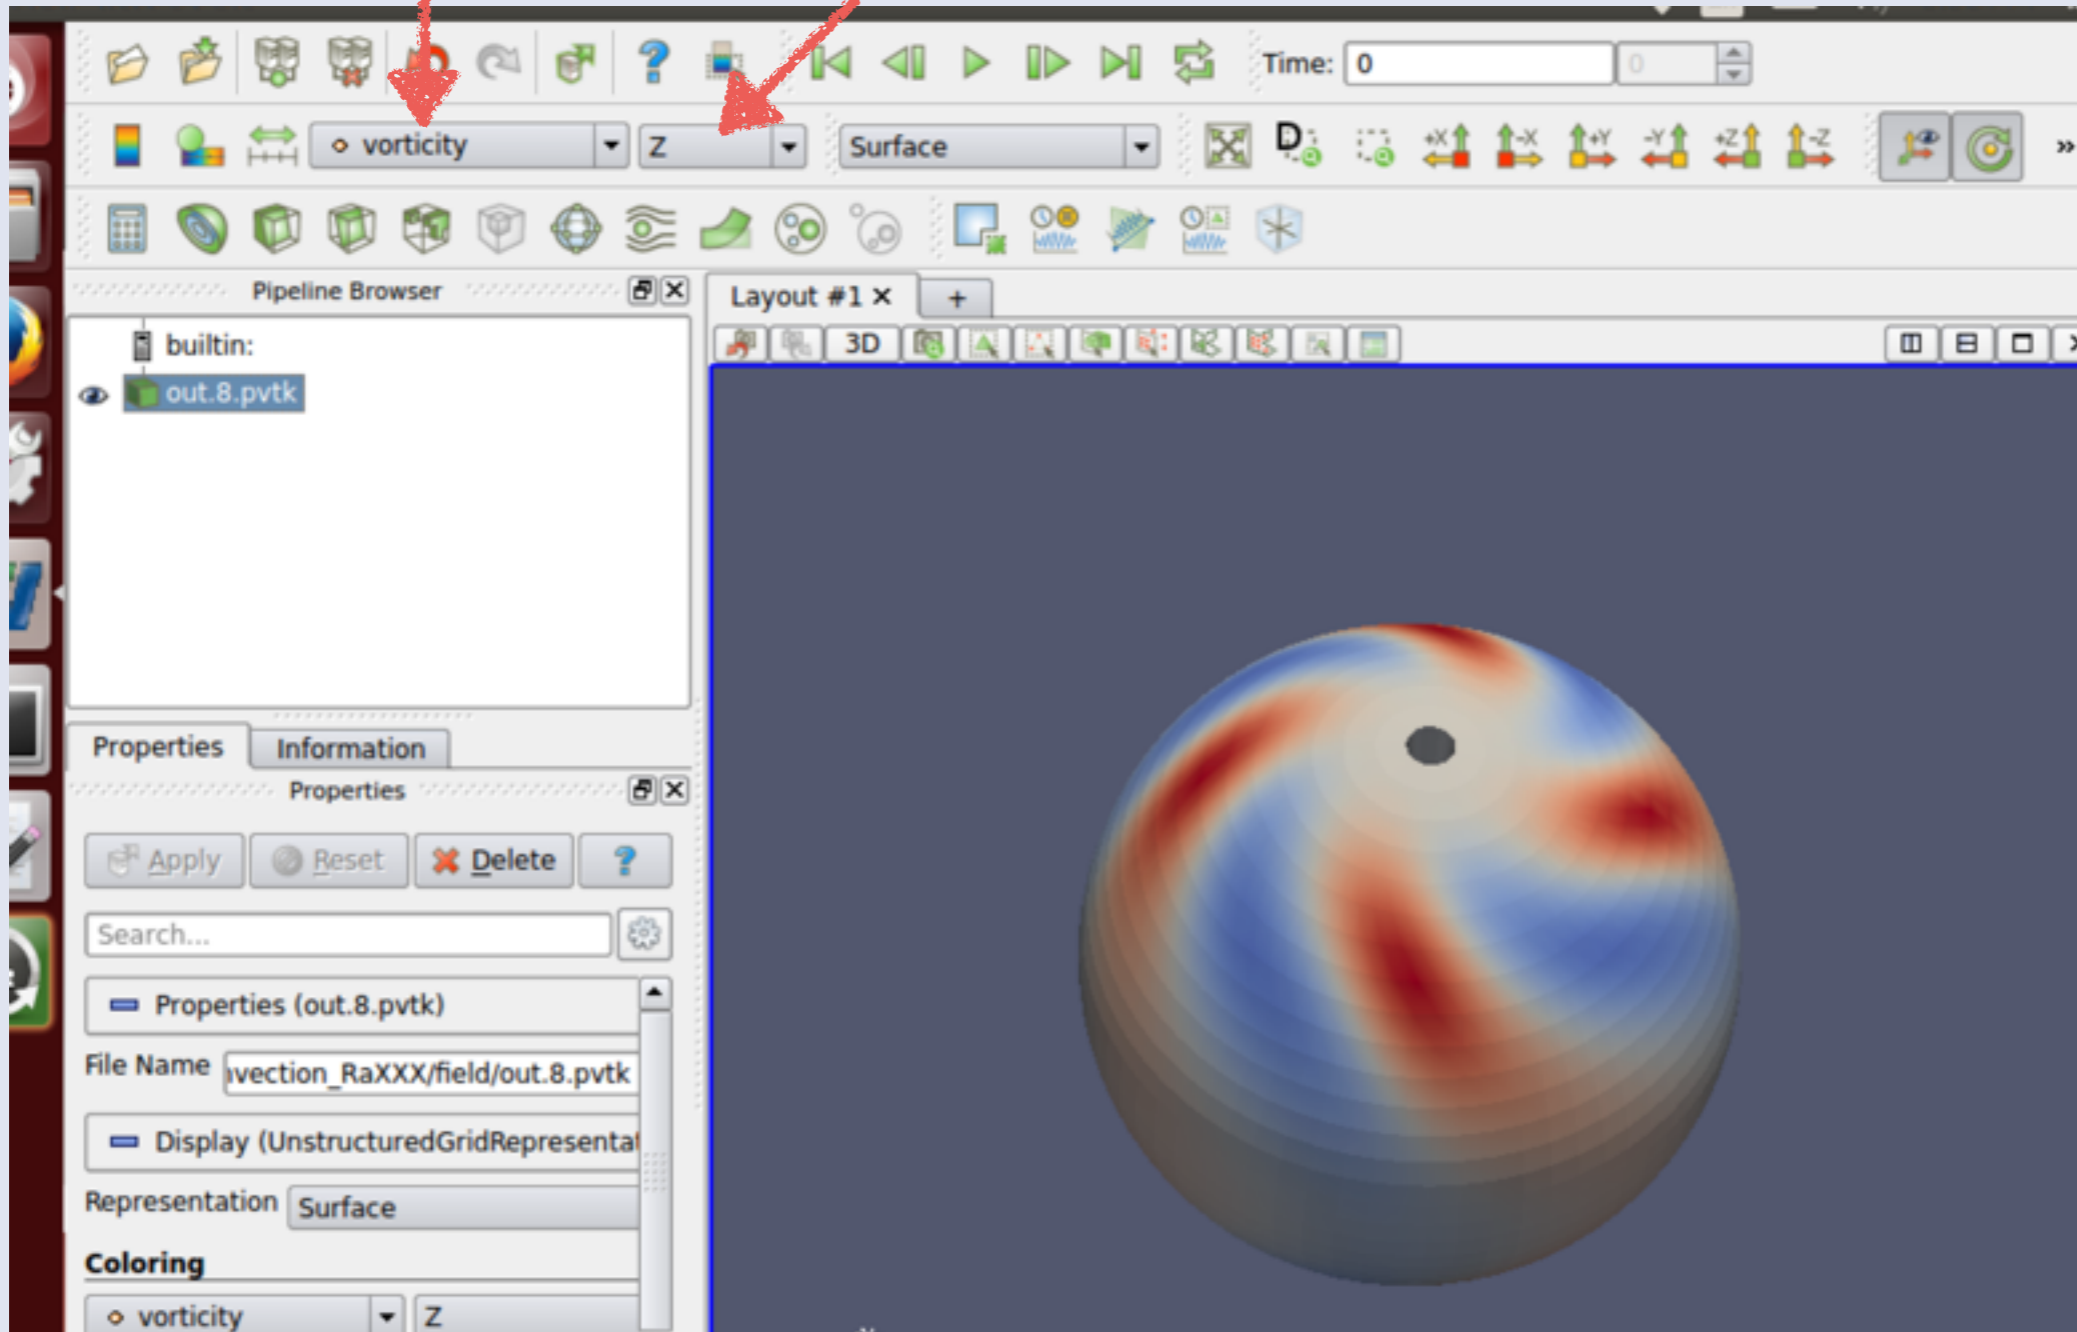 Time: 0 0
vorticity Z Surface D +X -X +Y -Y +Z -Z »
Pipeline Browser
Layout #1 +
builtin:
3D
out.8.pvtk
Properties Information
Properties
Apply Reset Delete ?
Search...
Properties (out.8.pvtk)
File Name vection_RaXXX/field/out.8.pvtk
Display (UnstructuredGridRepresentat
Representation Surface
Coloring
vorticity Z